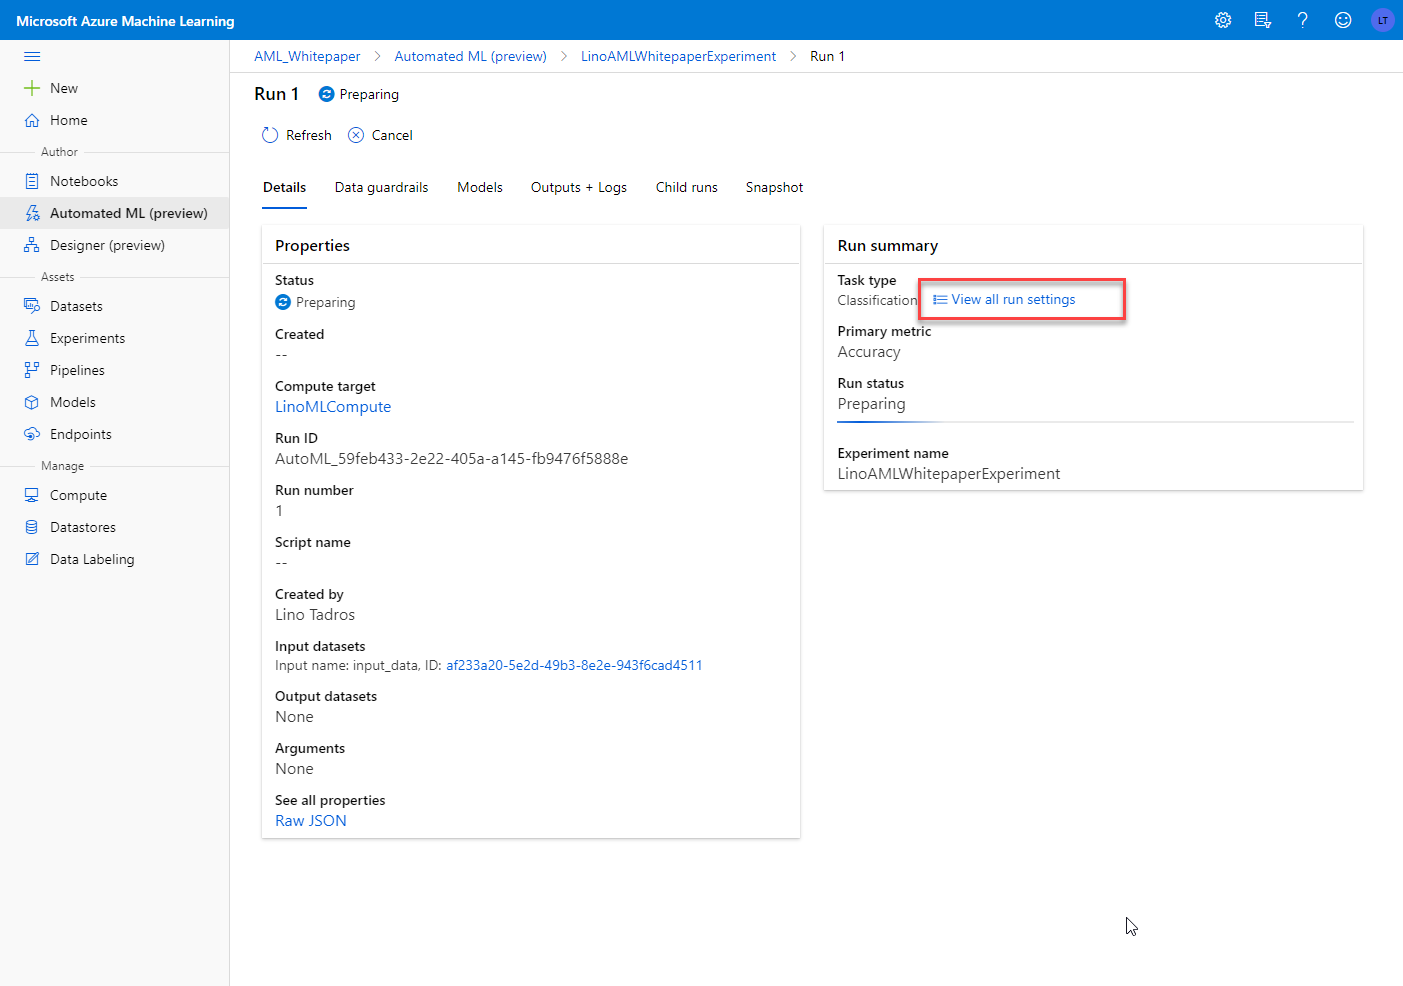 Microsoft Azure Machine Learning
LT
New
Home
Author
Notebooks
Automated ML (preview)
Designer (preview)
Assets
Datasets
Experiments
Pipelines
Models
Endpoints
Manage
Compute
Datastores
Data Labeling
AML_Whitepaper > Automated ML (preview) > LinoAMLWhitepaperExperiment > Run 1
Run 1 Preparing
Refresh Cancel
Details Data guardrails Models Outputs + Logs Child runs Snapshot
Properties
Status
Preparing
Created
--
Compute target
LinoMLCompute
Run ID
AutoML_59feb433-2e22-405a-a145-fb9476f5888e
Run number
1
Script name
--
Created by
Lino Tadros
Input datasets
Input name: input_data, ID: af233a20-5e2d-49b3-8e2e-943f6cad4511
Output datasets
None
Arguments
None
See all properties
Raw JSON
Run summary
Task type
Classification View all run settings
Primary metric
Accuracy
Run status
Preparing
Experiment name
LinoAMLWhitepaperExperiment